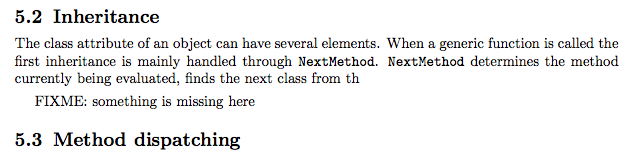 5.2 Inheritance
The class attribute of an object can have several elements. When a generic function is called the
first inheritance is mainly handled through NextMethod. NextMethod determines the method
currently being evaluated, finds the next class from th
FIXME: something is missing here
5.3 Method dispatching